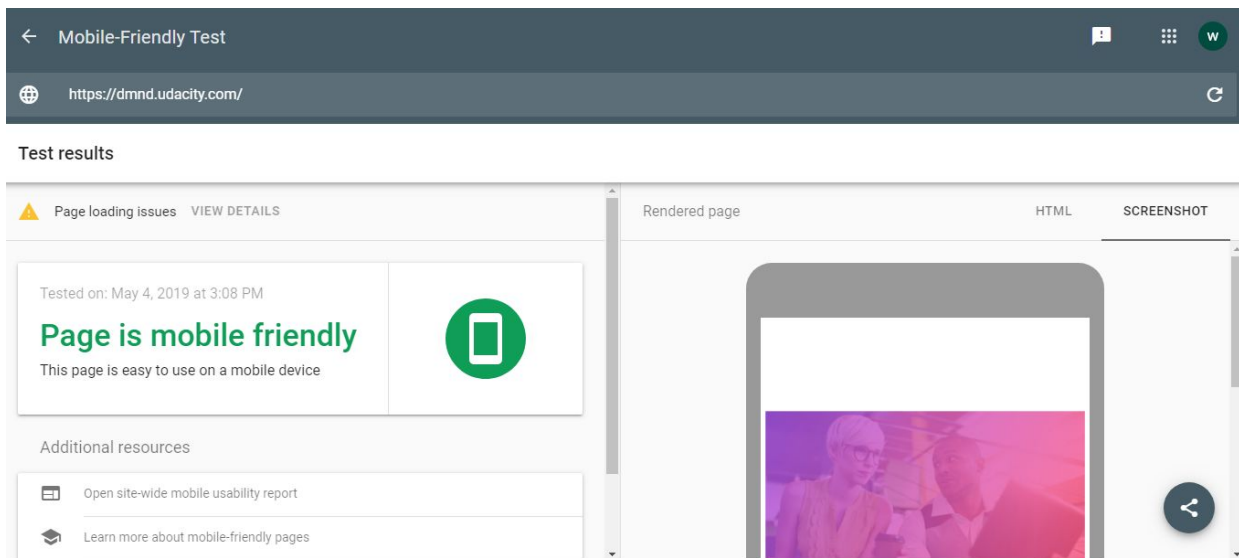 Mobile-Friendly Test
W
https://dmnd.udacity.com/
Test results
Page loading issues VIEW DETAILS
Tested on: May 4, 2019 at 3:08 PM
Page is mobile friendly
This page is easy to use on a mobile device
Additional resources
Open site-wide mobile usability report
Learn more about mobile-friendly pages
Rendered page HTML SCREENSHOT